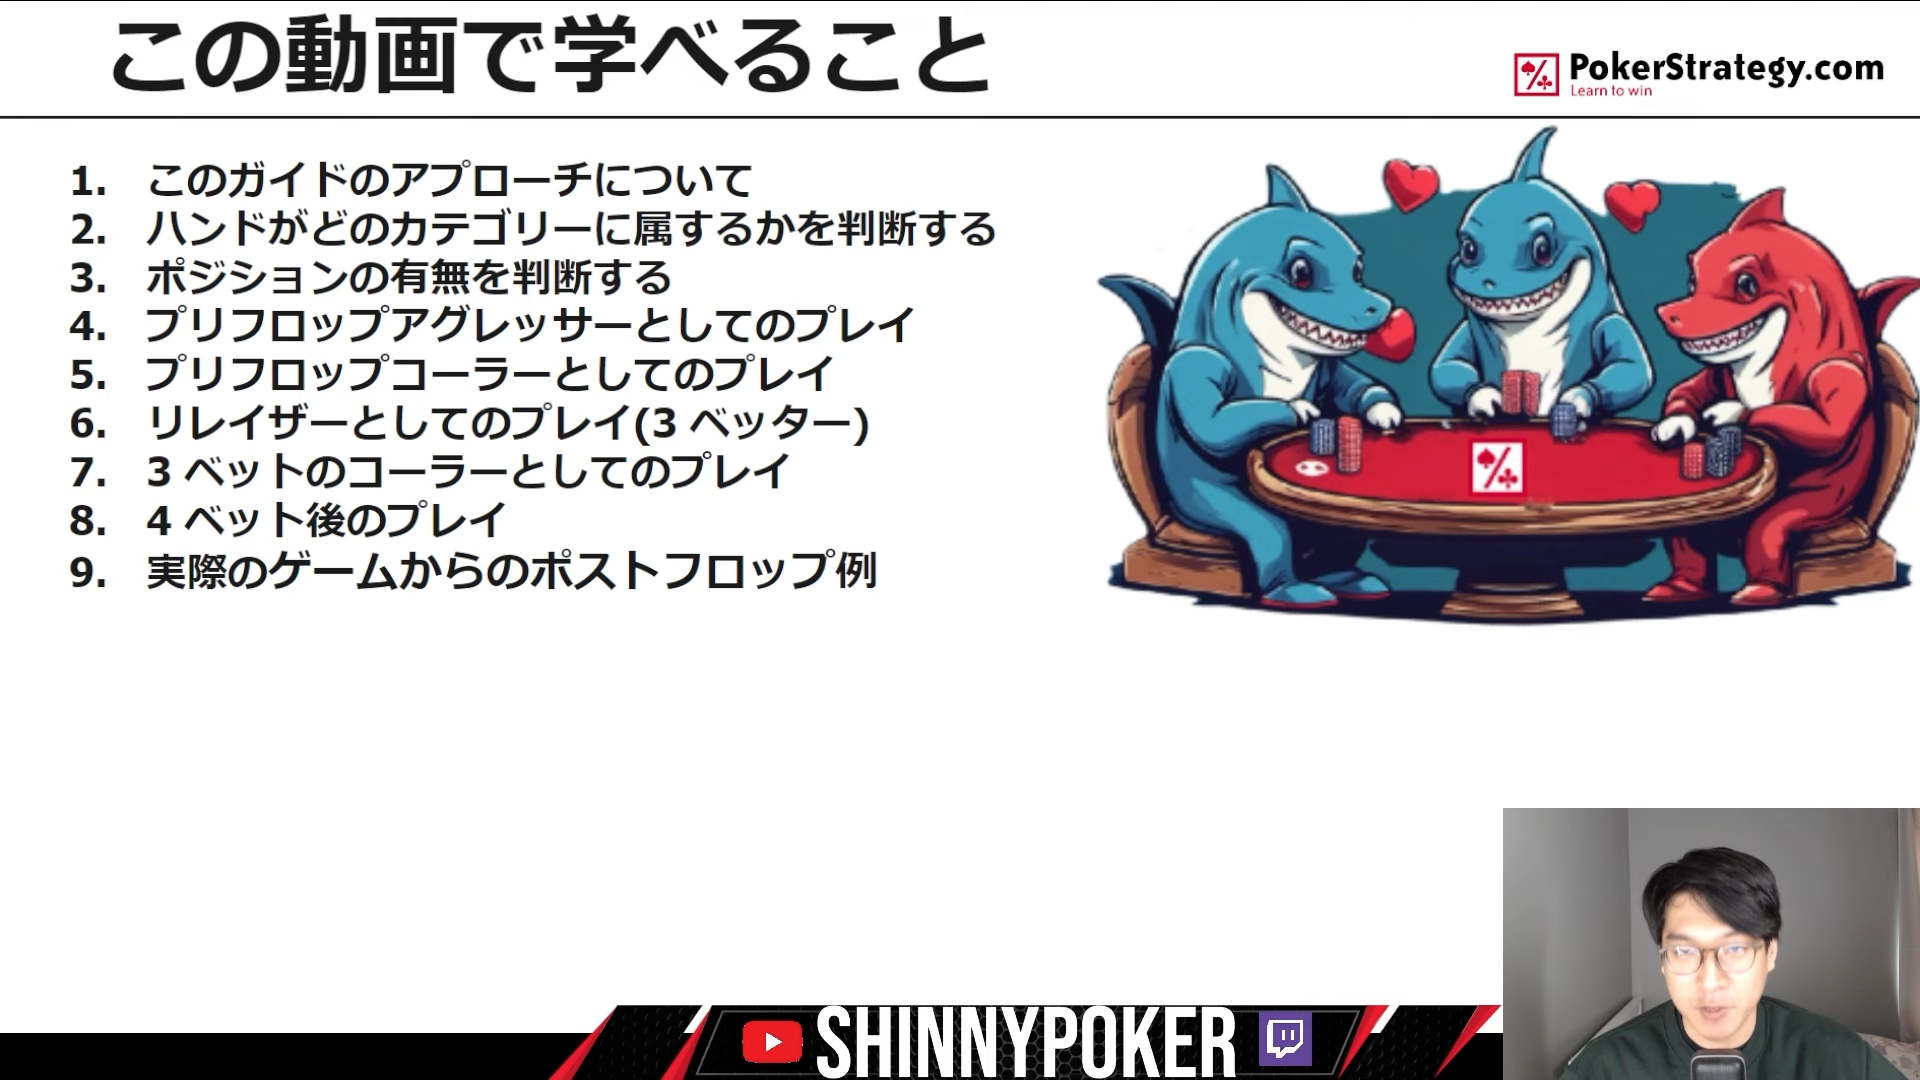 この動画で学べること
PokerStrategy.com
Learn to win
1. このガイドのアプローチについて
2. ハンドがどのカテゴリーに属するかを判断する
3. ポジションの有無を判断する
4. プリフロップアグレッサーとしてのプレイ
5. プリフロップコーラーとしてのプレイ
6. リレイザーとしてのプレイ(3 ベッター)
7. 3 ベットのコーラーとしてのプレイ
8. 4 ベット後のプレイ
9. 実際のゲームからのポストフロップ例
SHINNYPOKER